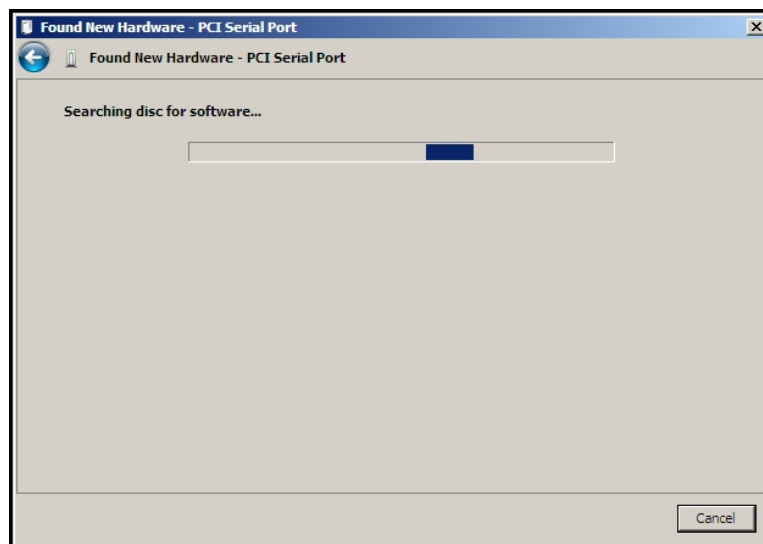 Found New Hardware - PCI Serial Port
Found New Hardware - PCI Serial Port
Searching disc for software...
Cancel